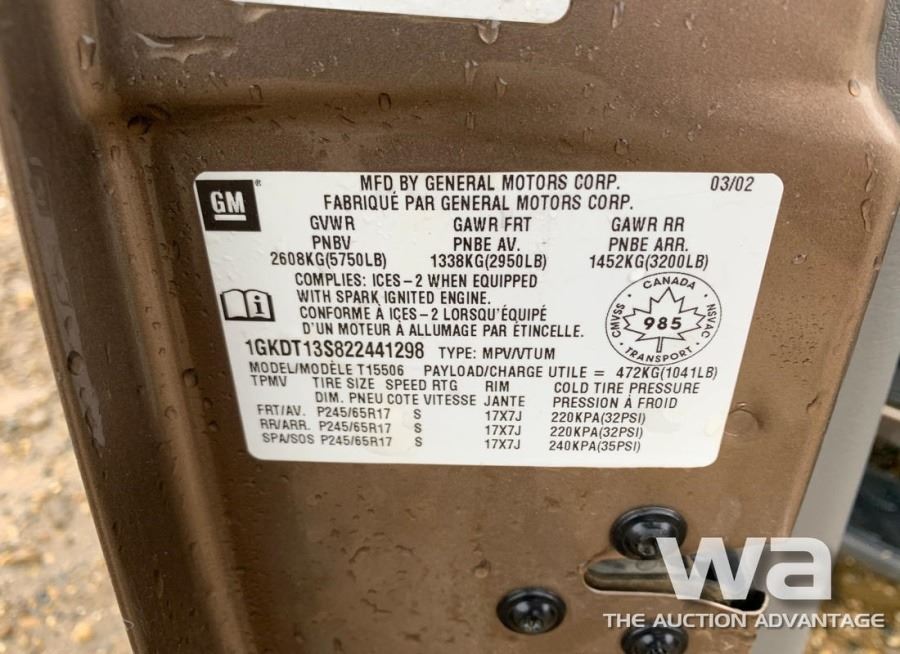 GM®
MFD BY GENERAL MOTORS CORP. 03/02
FABRIQUÉ PAR GENERAL MOTORS CORP.
GVWR GAWR FRT GAWR RR
PNBV PNBE AV. PNBE ARR.
2608KG(5750LB) 1338KG(2950LB) 1452KG(3200LB)
COMPLIES: ICES-2 WHEN EQUIPPED
WITH SPARK IGNITED ENGINE.
CONFORME À ICES-2 LORSQU'ÉQUIPÉ
D'UN MOTEUR À ALLUMAGE PAR ÉTINCELLE.
CANADA
CMVSS 985 NSVAC
TRANSPORT
1GKDT13S822441298 TYPE: MPV/VTUM
MODEL/MODÈLE T15506 PAYLOAD/CHARGE UTILE = 472KG(1041LB)
TPMV TIRE SIZE SPEED RTG RIM COLD TIRE PRESSURE
DIM. PNEU COTE VITESSE JANTE PRESSION À FROID
FRT/AV. P245/65R17 S 17X7J 220KPA(32PSI)
RR/ARR. P245/65R17 S 17X7J 220KPA(32PSI)
SPA/SOS P245/65R17 S 17X7J 240KPA(35PSI)
wa
THE AUCTION ADVANTAGE